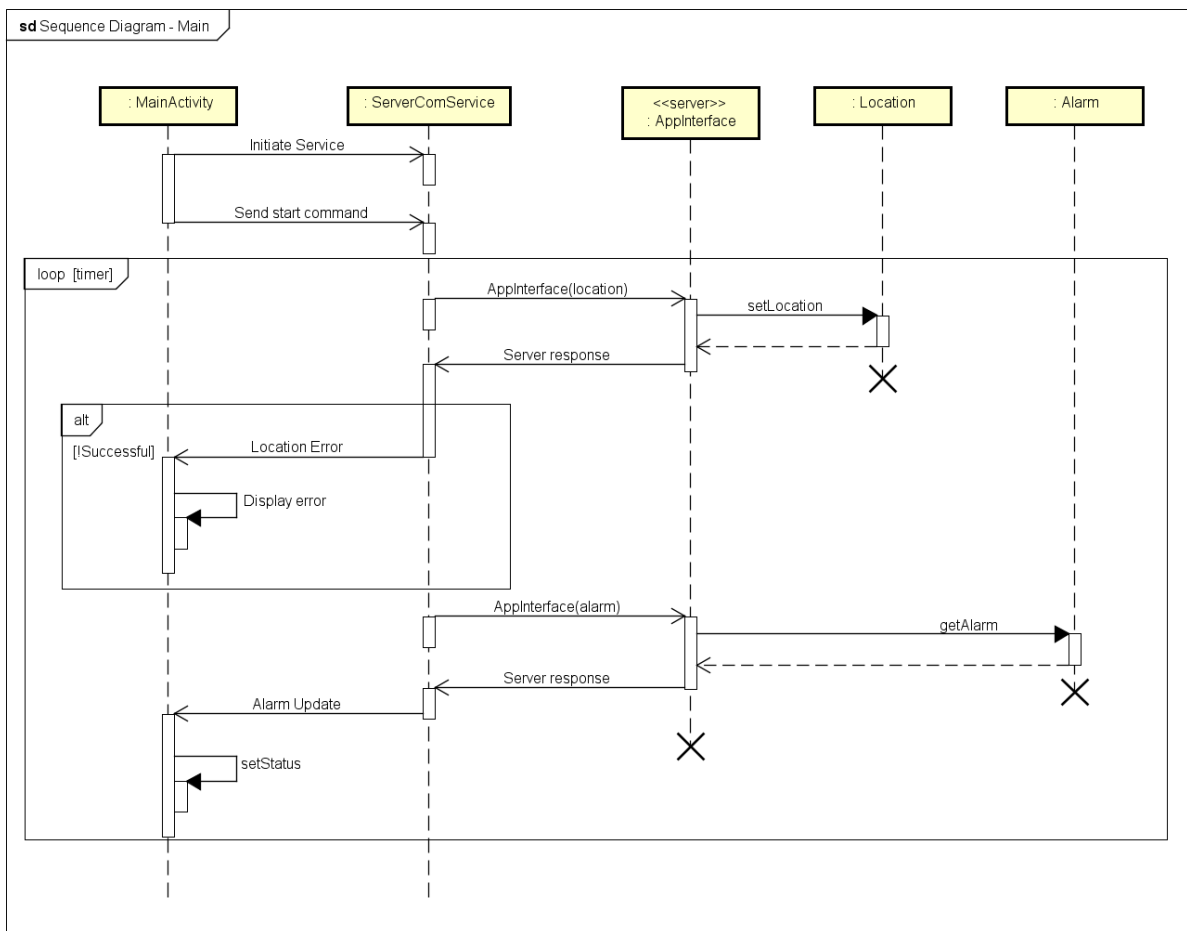 sd Sequence Diagram - Main
: MainActivity
: ServerComService
<<server>>
: AppInterface
: Location
: Alarm
Initiate Service
Send start command
loop [timer]
AppInterface(location)
setLocation
Server response
alt
[!Successful]
Location Error
Display error
AppInterface(alarm)
getAlarm
Server response
Alarm Update
setStatus